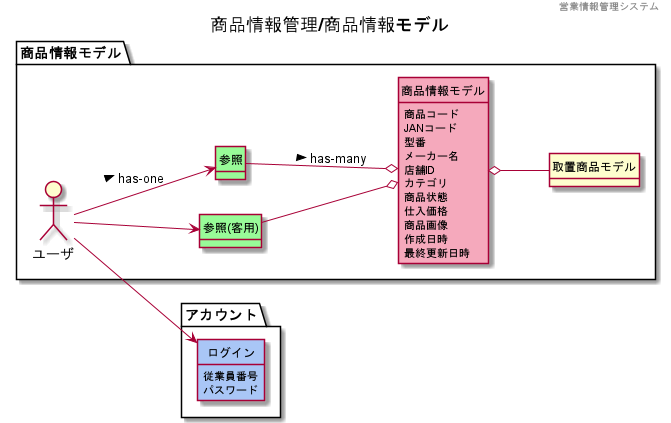 営業情報管理システム
商品情報管理/商品情報モデル
商品情報モデル
商品情報モデル
商品コード
JANコード
型番
メーカー名
店舗ID
カテゴリ
商品状態
仕入価格
商品画像
作成日時
最終更新日時
参照
has-many
取置商品モデル
has-one
参照(客用)
ユーザ
アカウント
ログイン
従業員番号
パスワード